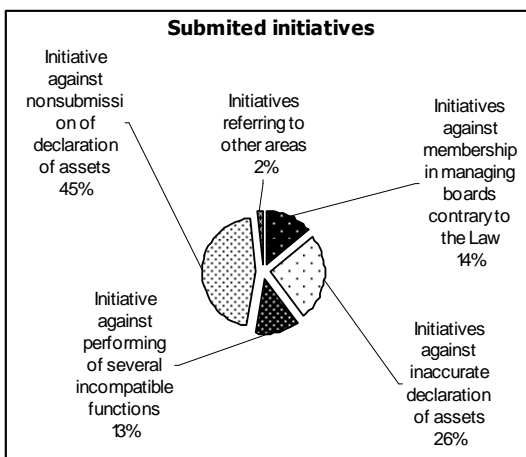 Submited initiatives
Initiative
against
nonsubmissi
on of
declaration
of assets
45%
Initiatives
referring to
other areas
2%
Initiatives
against
membership
in managing
boards
contrary to
the Law
14%
Initiative
against
performing
of several
incompatible
functions
13%
Initiatives
against
inaccurate
declaration
of assets
26%